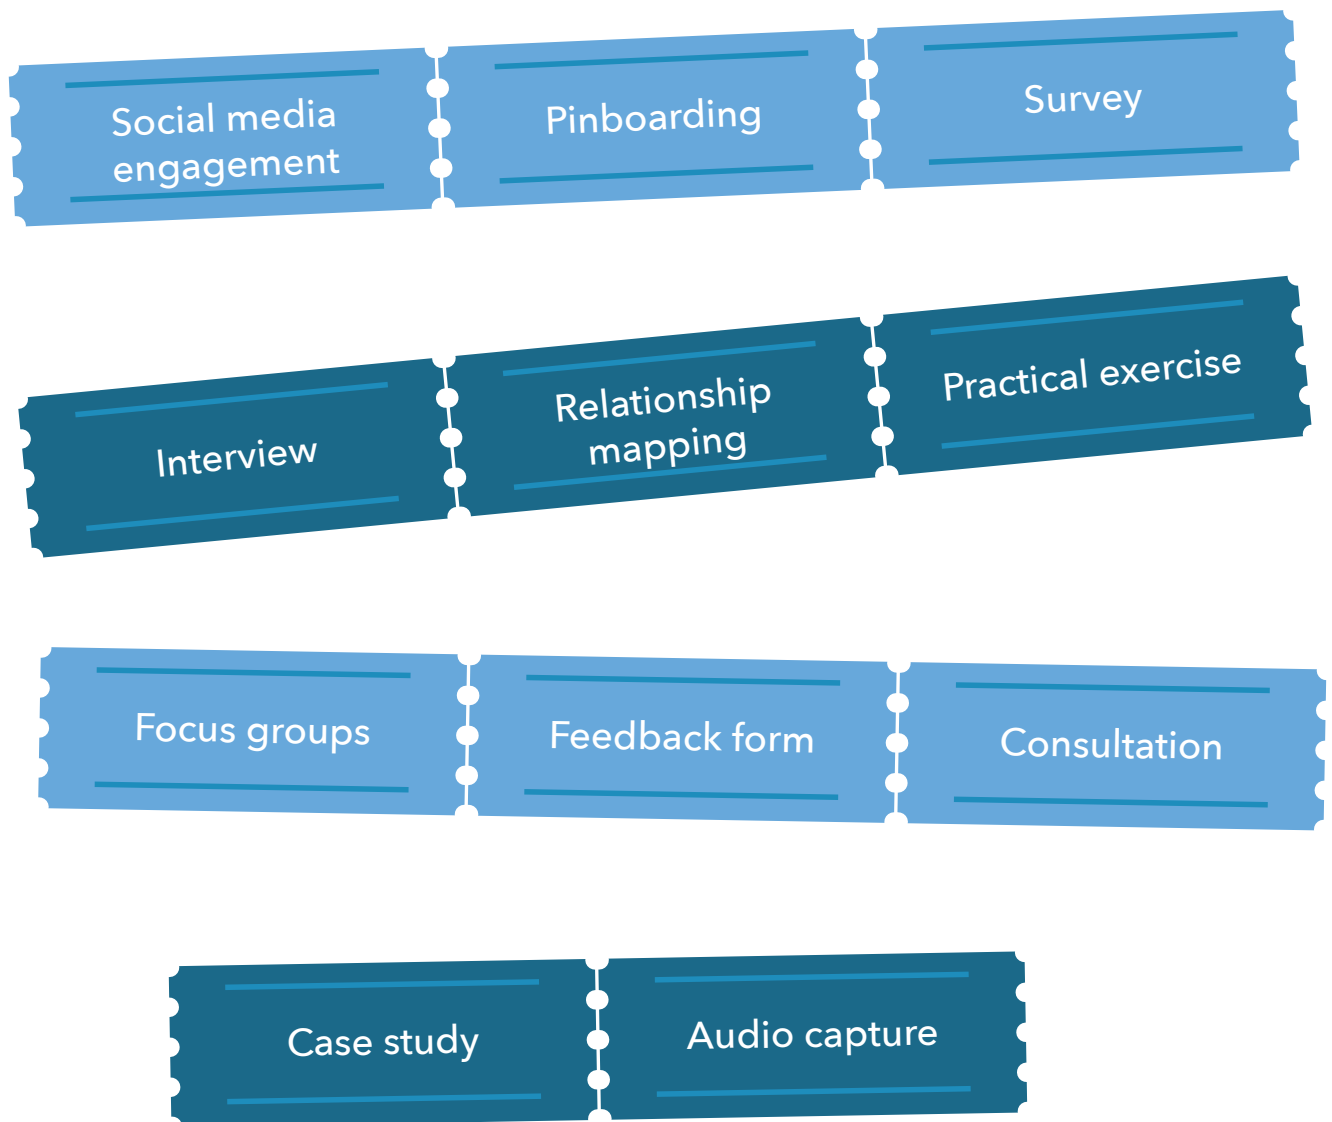 Social media
engagement
Pinboarding
Survey
Interview
Relationship
mapping
Practical exercise
Focus groups
Feedback form
Consultation
Case study
Audio capture